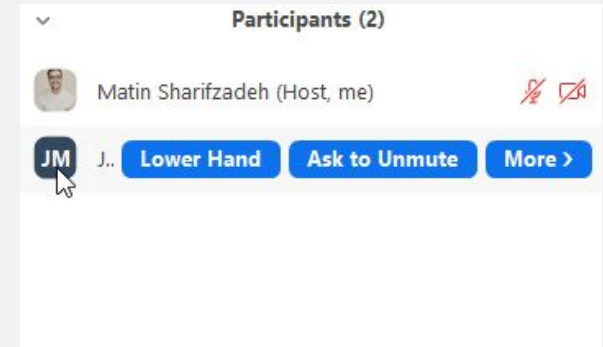 Participants (2)
Matin Sharifzadeh (Host, me)
JM J.. Lower Hand Ask to Unmute More >